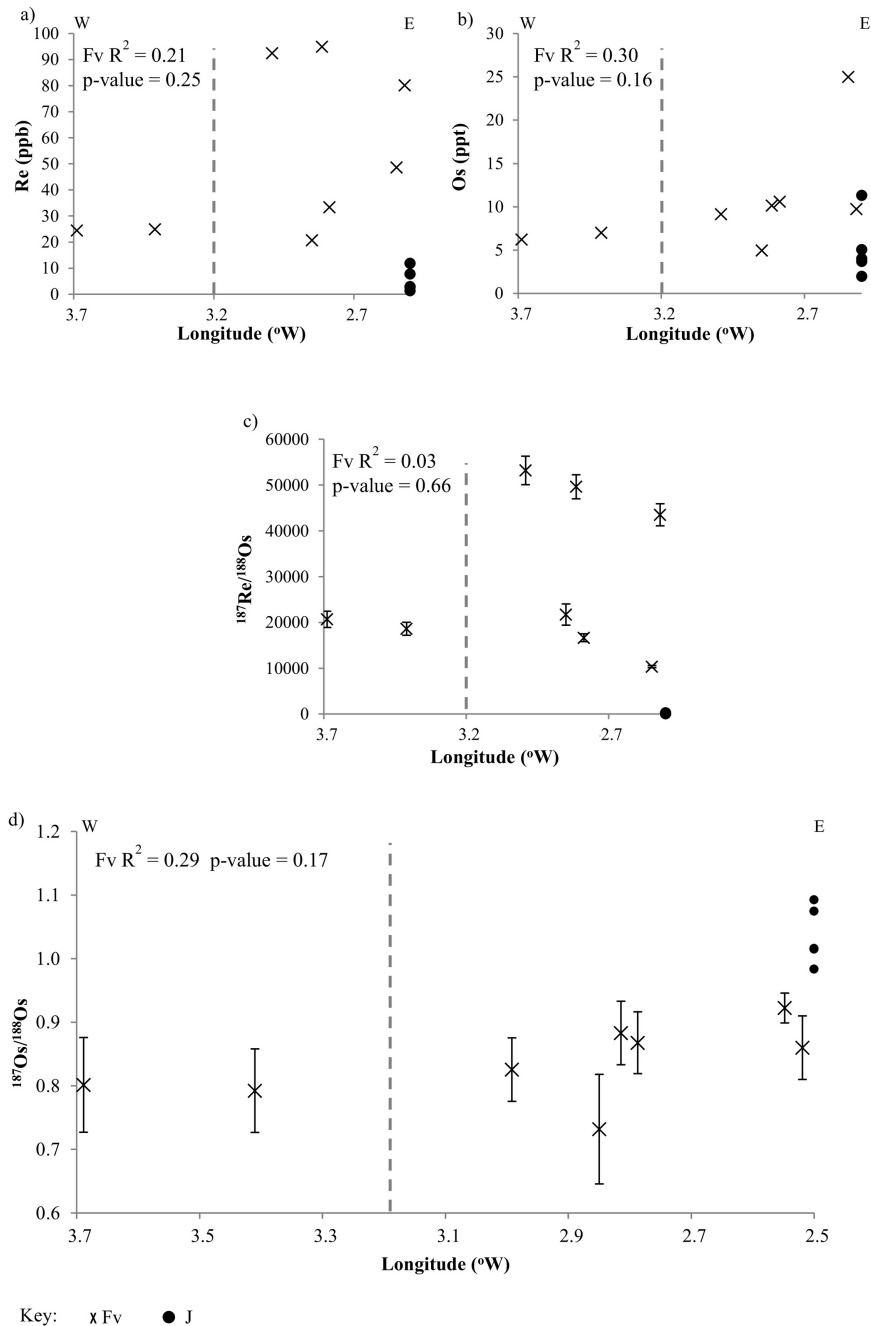 a)
W
E
Fv R² = 0.21
p-value = 0.25
Re (ppb)
100
90
80
70
60
50
40
30
20
10
0
3.7
3.2
2.7
Longitude (ºW)
b)
E
Fv R² = 0.30
p-value = 0.16
Os (ppt)
30
25
20
15
10
5
0
3.7
3.2
2.7
Longitude (ºW)
c)
Fv R² = 0.03
p-value = 0.66
¹⁸⁷Re/¹⁸⁸Os
60000
50000
40000
30000
20000
10000
0
3.7
3.2
2.7
Longitude (ºW)
d)
W
E
Fv R² = 0.29 p-value = 0.17
¹⁸⁷Os/¹⁸⁸Os
1.2
1.1
1.0
0.9
0.8
0.7
0.6
3.7
3.5
3.3
3.1
2.9
2.7
2.5
Longitude (ºW)
Key: x Fv ● J